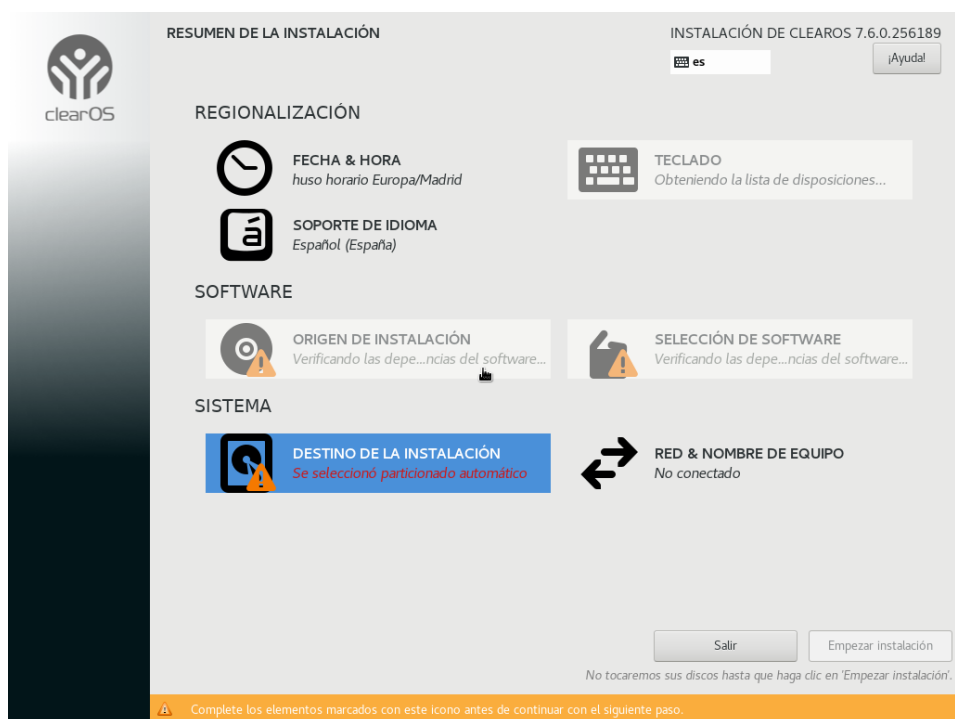 clearOS
RESUMEN DE LA INSTALACIÓN
INSTALACIÓN DE CLEAROS 7.6.0.256189
es
¡Ayuda!
REGIONALIZACIÓN
FECHA & HORA
huso horario Europa/Madrid
TECLADO
Obteniendo la lista de disposiciones...
SOPORTE DE IDIOMA
Español (España)
SOFTWARE
ORIGEN DE INSTALACIÓN
Verificando las depe...ncias del software...
SELECCIÓN DE SOFTWARE
Verificando las depe...ncias del software...
SISTEMA
DESTINO DE LA INSTALACIÓN
Se seleccionó particionado automático
RED & NOMBRE DE EQUIPO
No conectado
Salir
Empezar instalación
No tocaremos sus discos hasta que haga clic en 'Empezar instalación'.
Complete los elementos marcados con este icono antes de continuar con el siguiente paso.